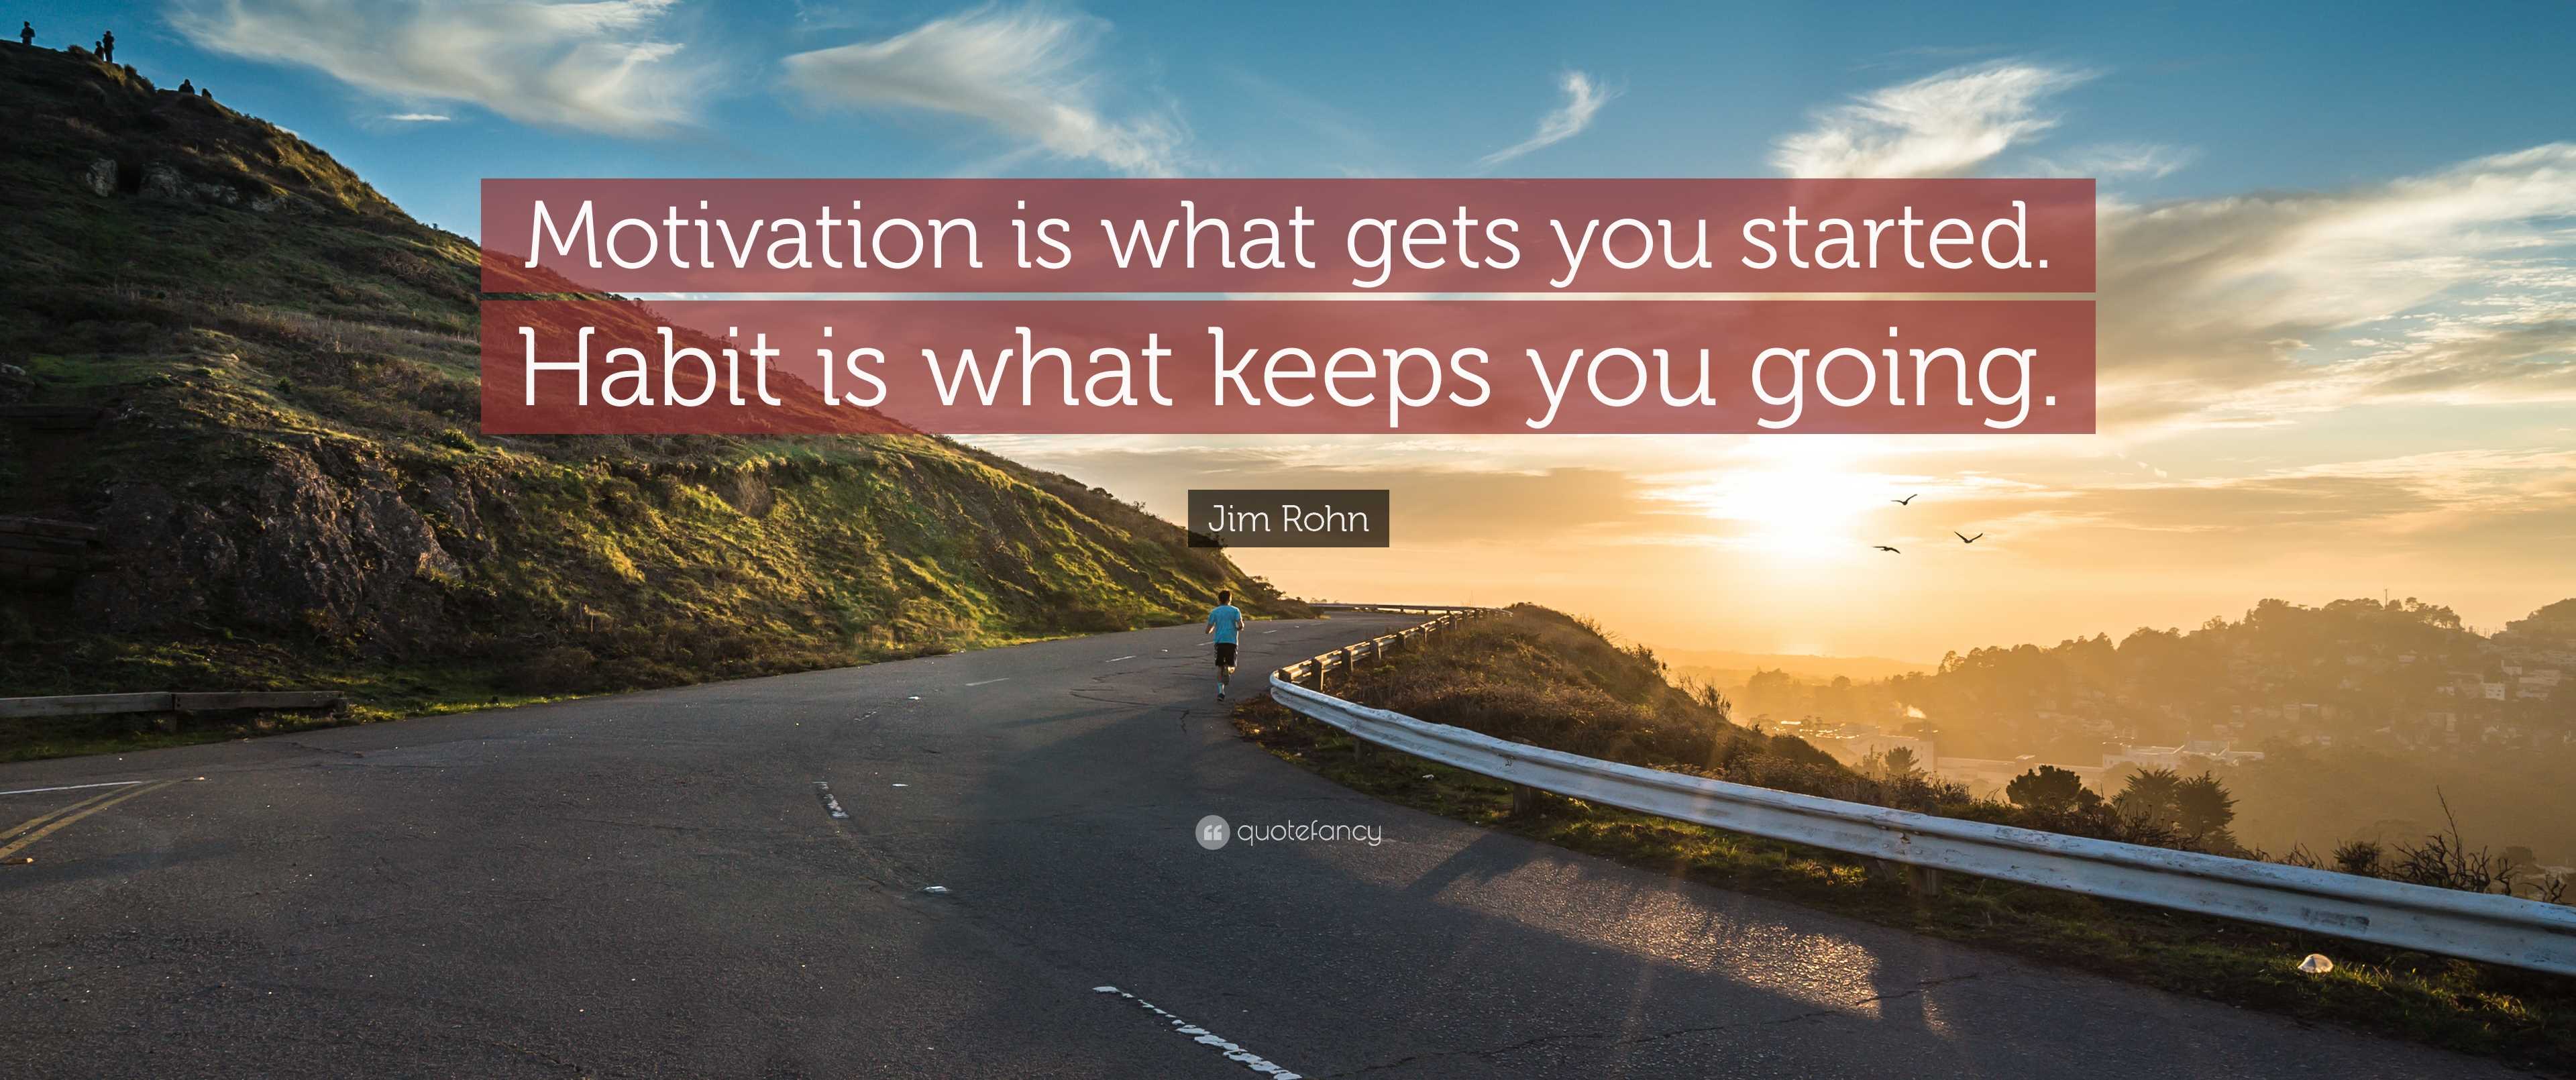 Motivation is what gets you started.
Habit is what keeps you going.
Jim Rohn
quotefancy